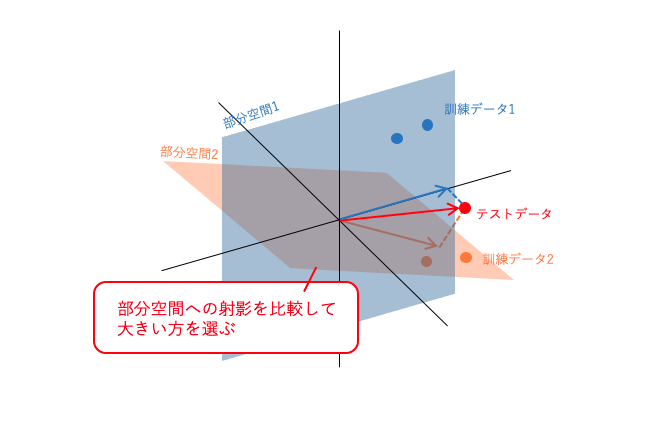 部分空間1
訓練データ1
部分空間2
テストデータ
訓練データ2
部分空間への射影を比較して
大きい方を選ぶ